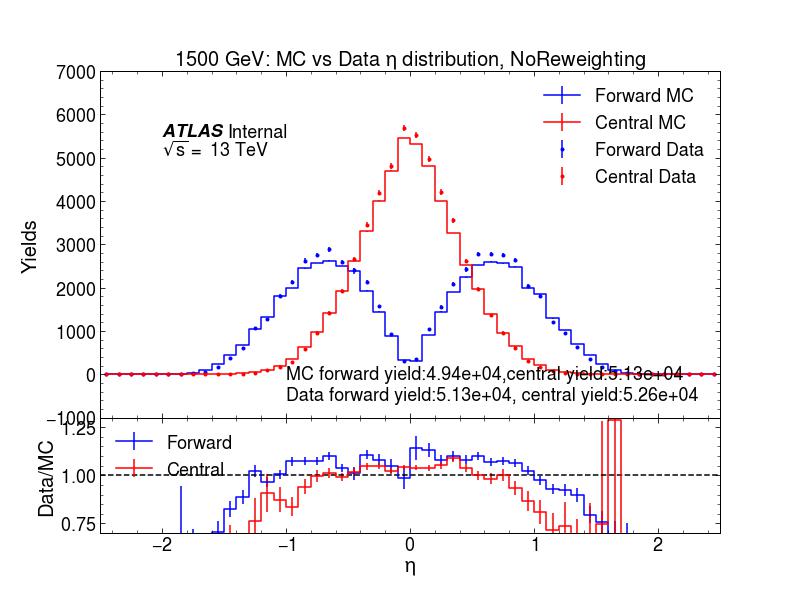 1500 GeV: MC vs Data η distribution, NoReweighting
7000
6000
5000
4000
3000
2000
1000
0
−1000
Yields
ATLAS Internal
√s = 13 TeV
Forward MC
Central MC
Forward Data
Central Data
MC forward yield:4.94e+04,central yield:5.13e+04
Data forward yield:5.13e+04, central yield:5.26e+04
1.25
1.00
0.75
Data/MC
Forward
Central
−2
−1
0
1
2
η